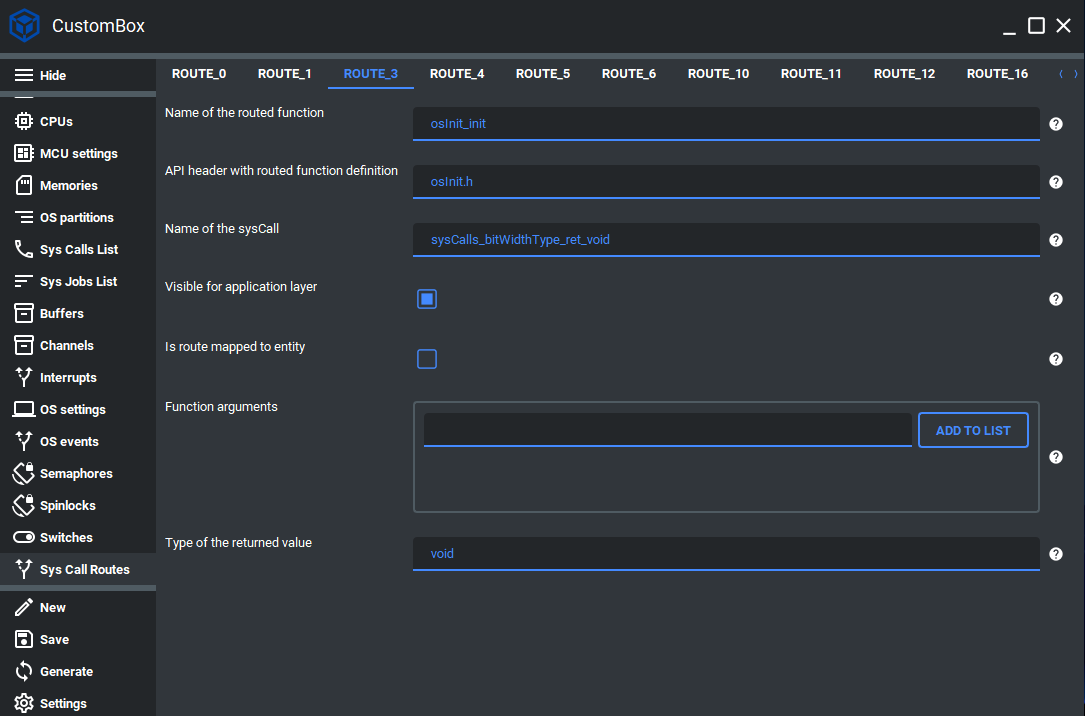 CustomBox
Hide
ROUTE_0 ROUTE_1 ROUTE_3 ROUTE_4 ROUTE_5 ROUTE_6 ROUTE_10 ROUTE_11 ROUTE_12 ROUTE_16
CPUs
MCU settings
Memories
OS partitions
Sys Calls List
Sys Jobs List
Buffers
Channels
Interrupts
OS settings
OS events
Semaphores
Spinlocks
Switches
Sys Call Routes
New
Save
Generate
Settings
Name of the routed function
osInit_init
API header with routed function definition
osInit.h
Name of the sysCall
sysCalls_bitWidthType_ret_void
Visible for application layer
Is route mapped to entity
Function arguments
ADD TO LIST
Type of the returned value
void